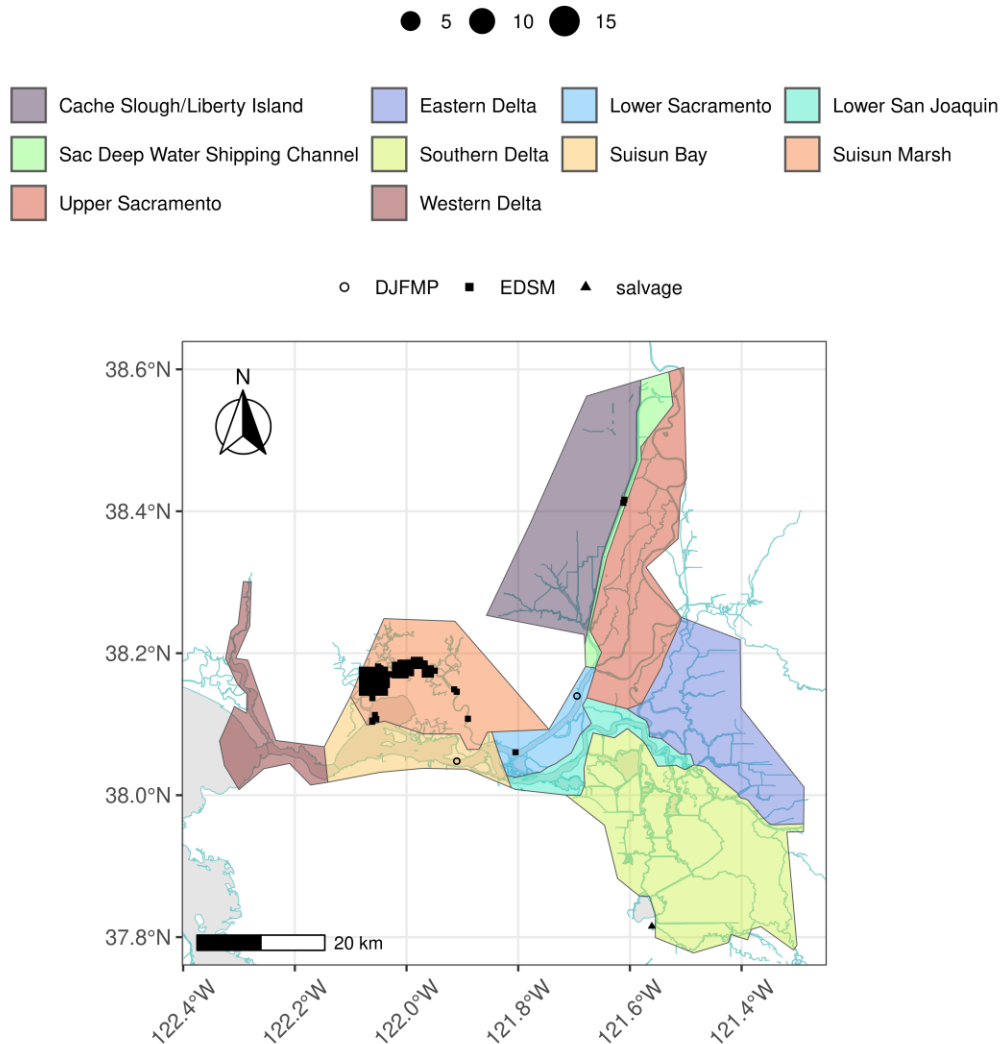 5 10 15
Cache Slough/Liberty Island Eastern Delta Lower Sacramento Lower San Joaquin
Sac Deep Water Shipping Channel Southern Delta Suisun Bay Suisun Marsh
Upper Sacramento Western Delta
DJFMP EDSM salvage
38.6°N
N
38.4°N
38.2°N
38.0°N
37.8°N
20 km
122.4°W 122.2°W 122.0°W 121.8°W 121.6°W 121.4°W